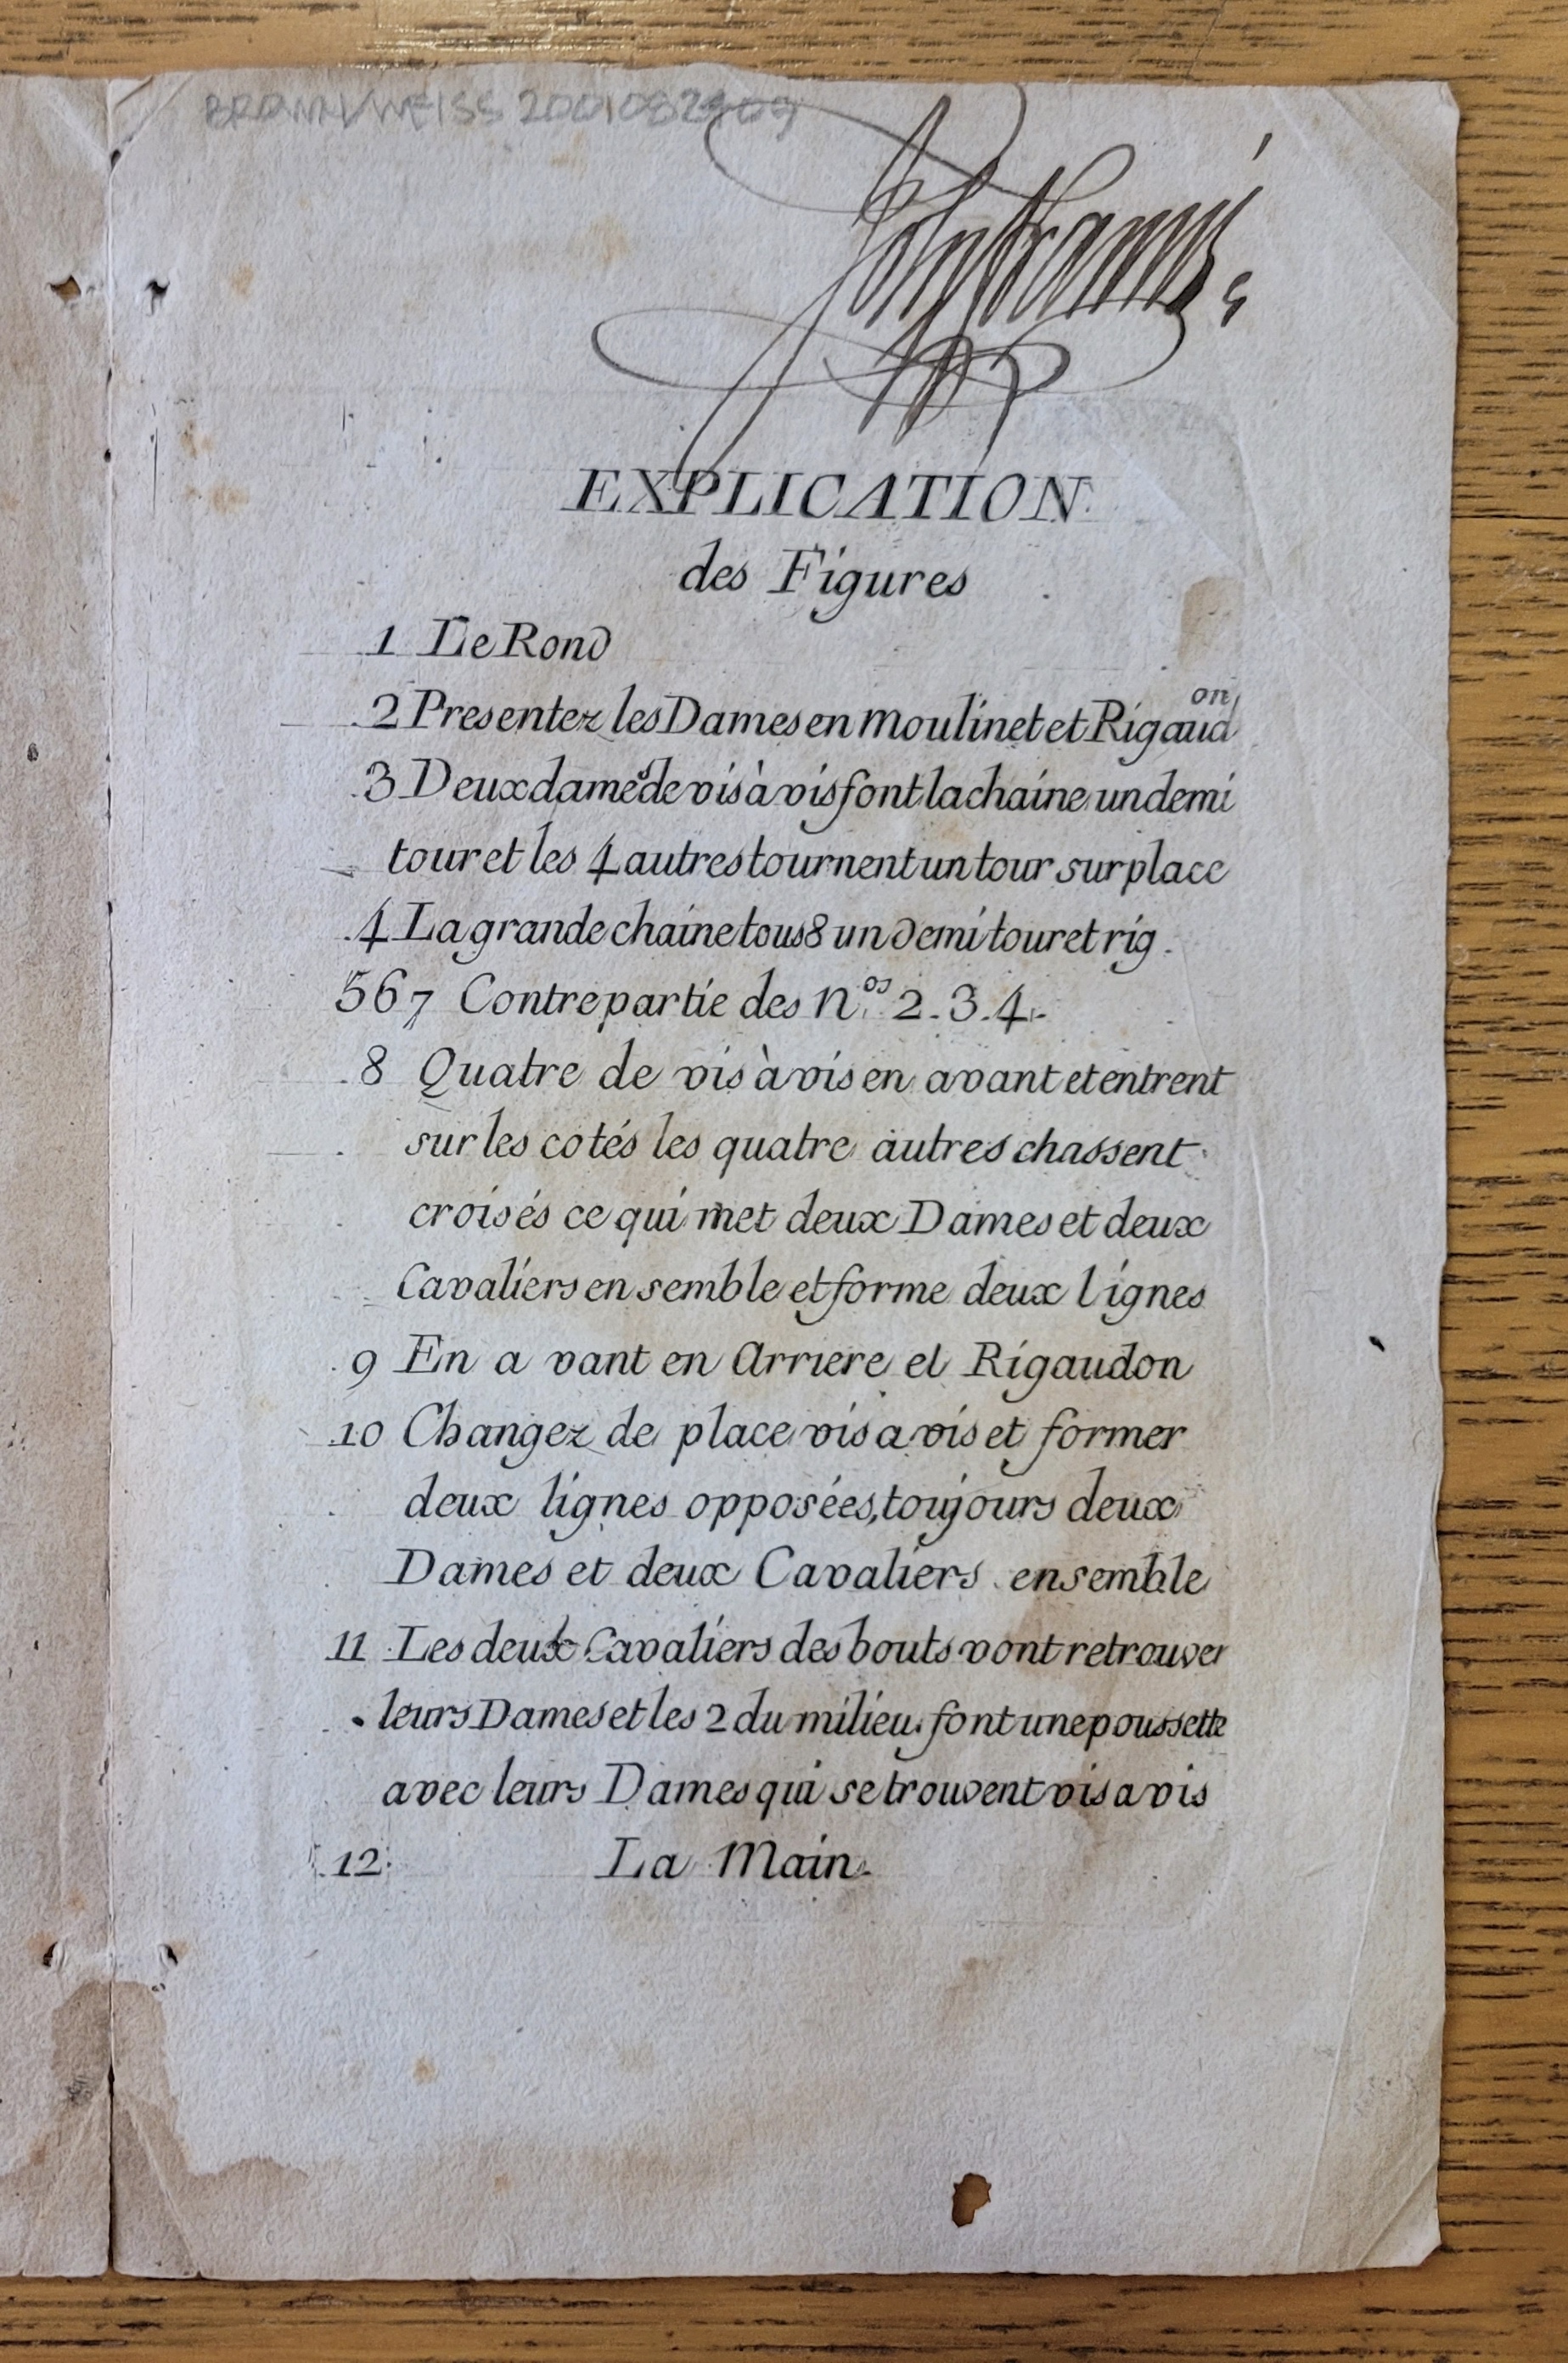 BROWN/WEISS 20010829
EXPLICATION
des Figures
1 Le Rond
2 Presentez les Dames en moulinet et Rigaudon
3 Deux dames de vis à vis font la chaine un demi
tour et les 4 autres tournent un tour sur place
4 La grande chaine tous 8 un demi tour et rig.
5 6 7 Contrepartie des nos 2. 3. 4.
8 Quatre de vis à vis en avant et entrent
sur les cotés les quatre autres chassent
croisés ce qui met deux Dames et deux
Cavaliers en semble et forme deux lignes
9 En a vant en Arriere et Rigaudon
10 Changez de place vis a vis et former
deux lignes opposées, toujours deux
Dames et deux Cavaliers ensemble
11 Les deux Cavaliers des bouts vont retrouver
leurs Dames et les 2 du milieu font une poussette
avec leurs Dames qui se trouvent vis a vis
12. La Main.